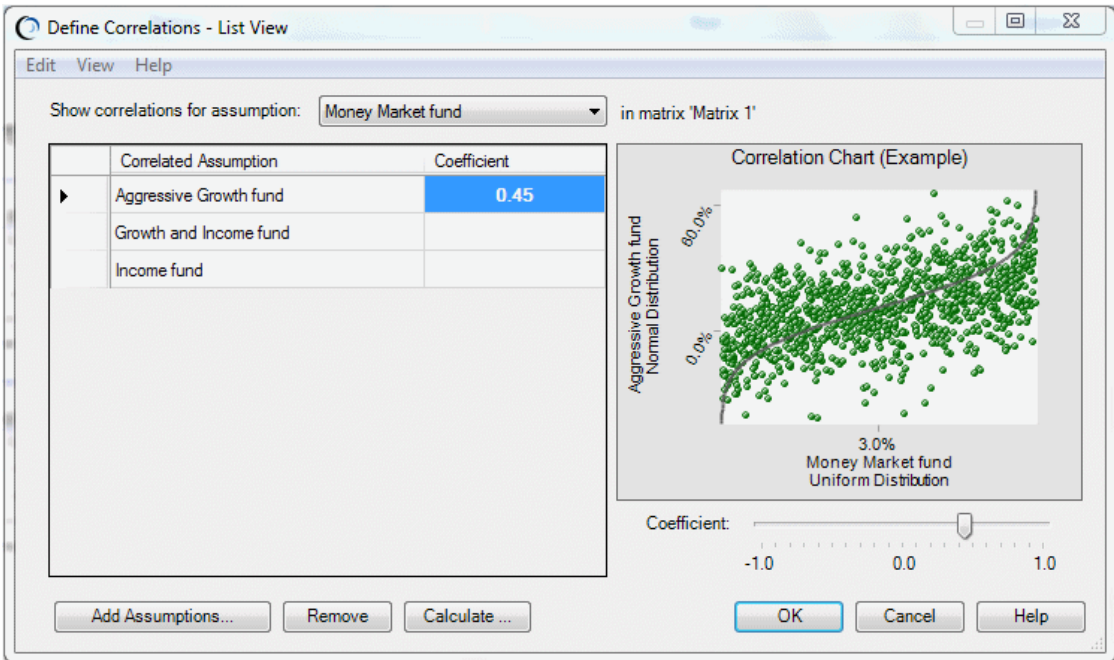 Define Correlations - List View
Edit View Help
Show correlations for assumption: Money Market fund in matrix 'Matrix 1'
Correlated Assumption Coefficient
Aggressive Growth fund 0.45
Growth and Income fund
Income fund
Correlation Chart (Example)
Aggressive Growth fund
Normal Distribution
60.0%
0.0%
3.0%
Money Market fund
Uniform Distribution
Coefficient:
-1.0 0.0 1.0
Add Assumptions... Remove Calculate ... OK Cancel Help